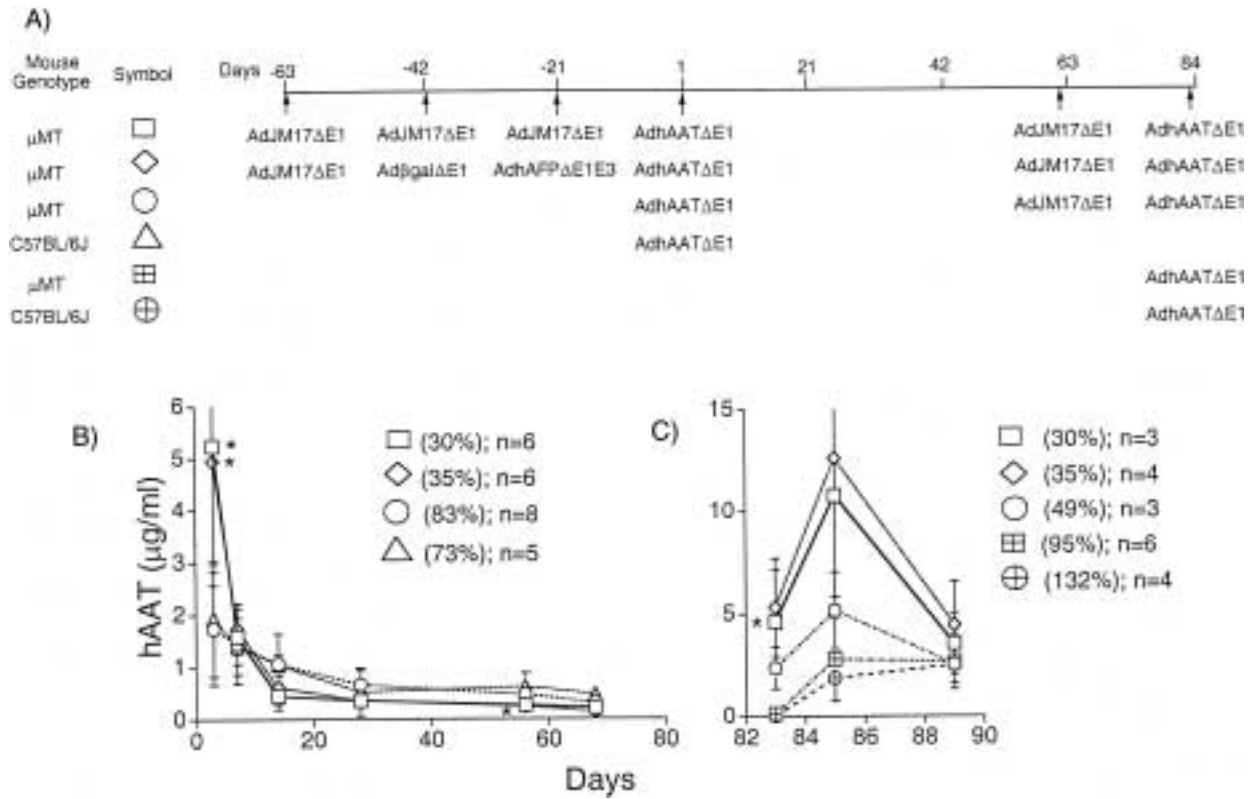 A)
Mouse Genotype Symbol Days -63 -42 -21 1 21 42 63 84
μMT AdJM17ΔE1 AdJM17ΔE1 AdJM17ΔE1 AdhAATΔE1 AdJM17ΔE1 AdhAATΔE1
μMT AdJM17ΔE1 AdβgalΔE1 AdhAFPΔE1E3 AdhAATΔE1 AdJM17ΔE1 AdhAATΔE1
μMT AdhAATΔE1 AdJM17ΔE1 AdhAATΔE1
C57BL/6J AdhAATΔE1
μMT AdhAATΔE1
C57BL/6J AdhAATΔE1
B)
hAAT (μg/ml)
6
5
4
3
2
1
0
0 20 40 60 80
* *
*
(30%); n=6
(35%); n=6
(83%); n=8
(73%); n=5
C)
15
10
5
0
82 84 86 88 90
*
(30%); n=3
(35%); n=4
(49%); n=3
(95%); n=6
(132%); n=4
Days